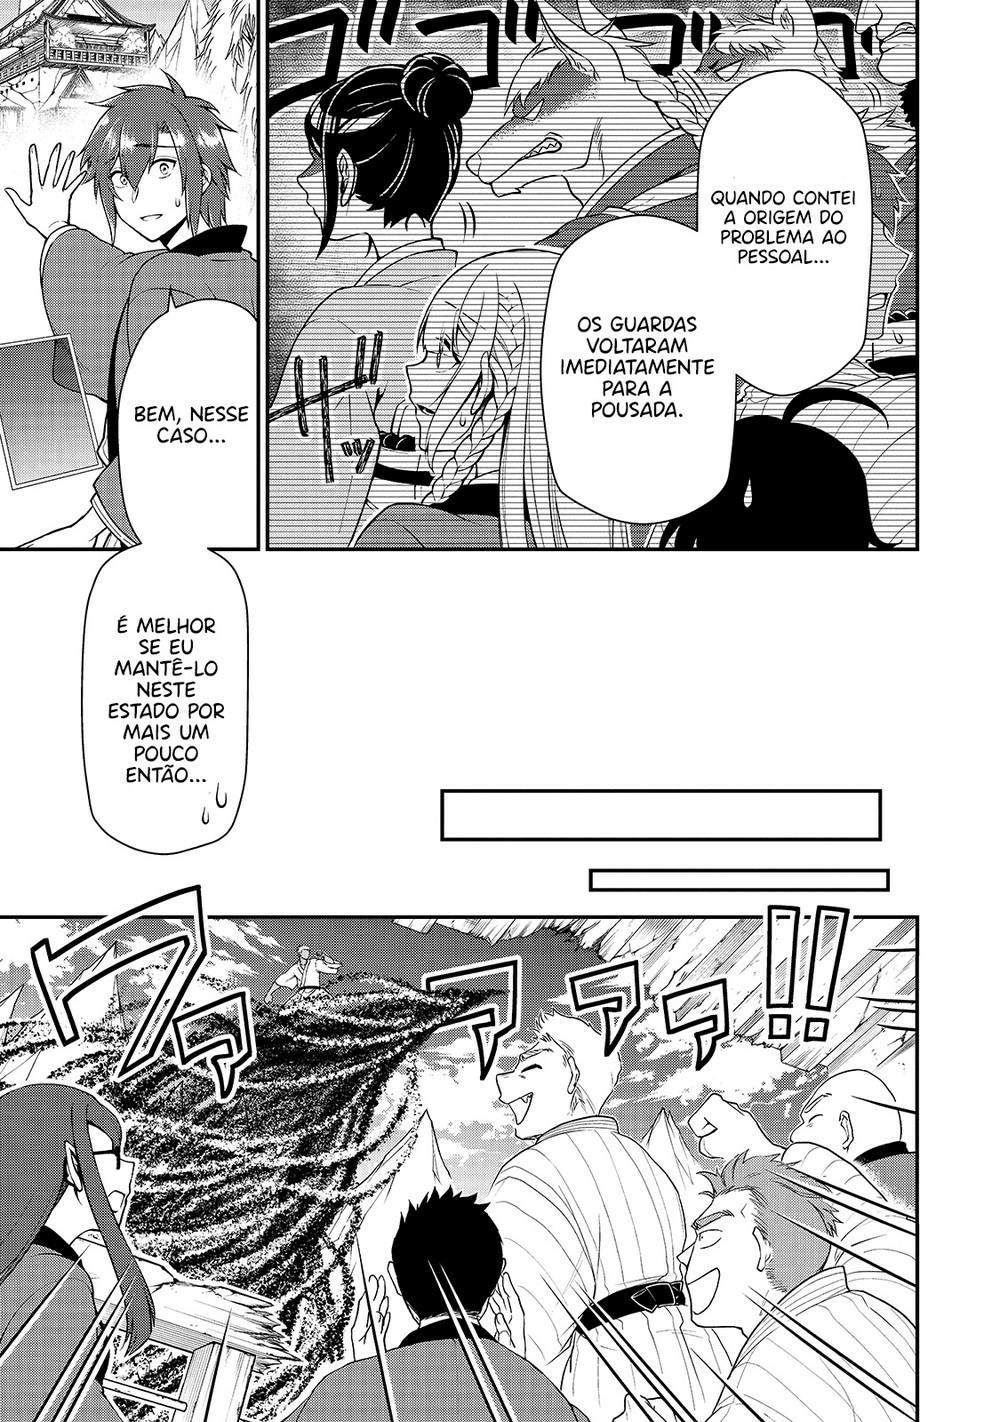 ゴゴゴゴ
QUANDO CONTEI
A ORIGEM DO
PROBLEMA AO
PESSOAL...
OS GUARDAS
VOLTARAM
IMEDIATAMENTE
PARA A
POUSADA.
BEM, NESSE
CASO...
É MELHOR
SE EU
MANTÊ-LO
NESTE
ESTADO POR
MAIS UM
POUCO
ENTÃO...
ワァァァァ!!